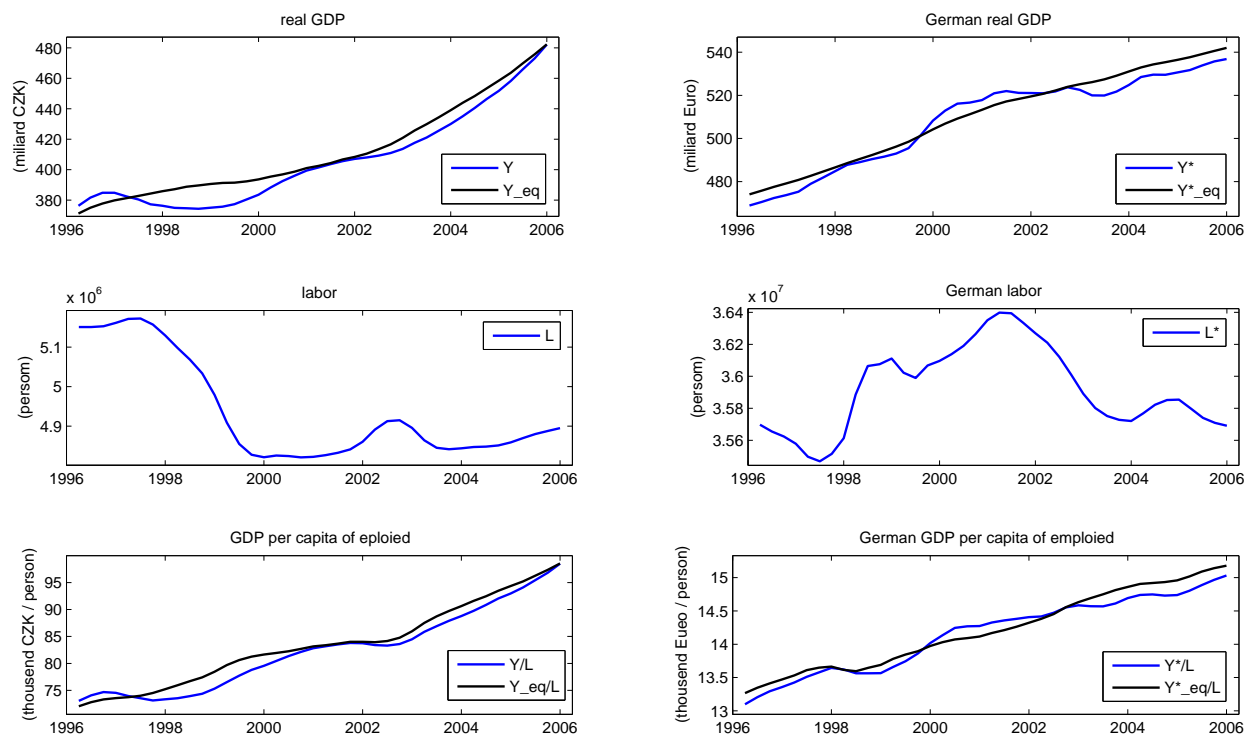 real GDP
(miliard CZK)
480
460
440
420
400
380
1996 1998 2000 2002 2004 2006
Y
Y_eq
German real GDP
(miliard Euro)
540
520
500
480
1996 1998 2000 2002 2004 2006
Y*
Y*_eq
labor
x 10^6
(persom)
5.1
5
4.9
1996 1998 2000 2002 2004 2006
L
German labor
x 10^7
(persom)
3.64
3.62
3.6
3.58
3.56
1996 1998 2000 2002 2004 2006
L*
GDP per capita of eploied
(thousend CZK / person)
95
90
85
80
75
1996 1998 2000 2002 2004 2006
Y/L
Y_eq/L
German GDP per capita of emploied
(thousend Eueo / person)
15
14.5
14
13.5
13
1996 1998 2000 2002 2004 2006
Y*/L
Y*_eq/L